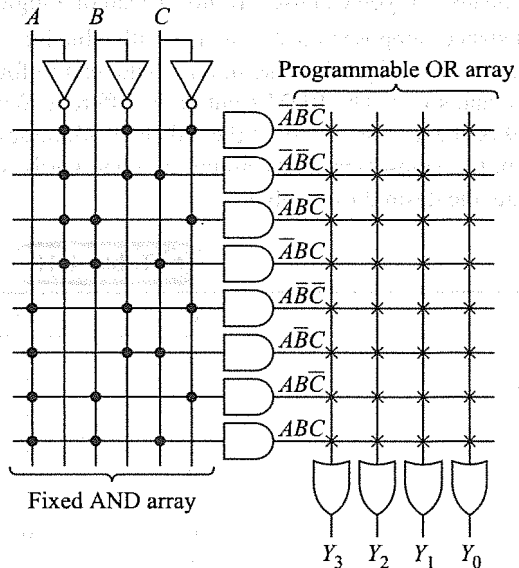 A B C
Programmable OR array
A̅B̅C̅
A̅B̅C
A̅BC̅
A̅BC
AB̅C̅
AB̅C
ABC̅
ABC
Fixed AND array
Y₃ Y₂ Y₁ Y₀